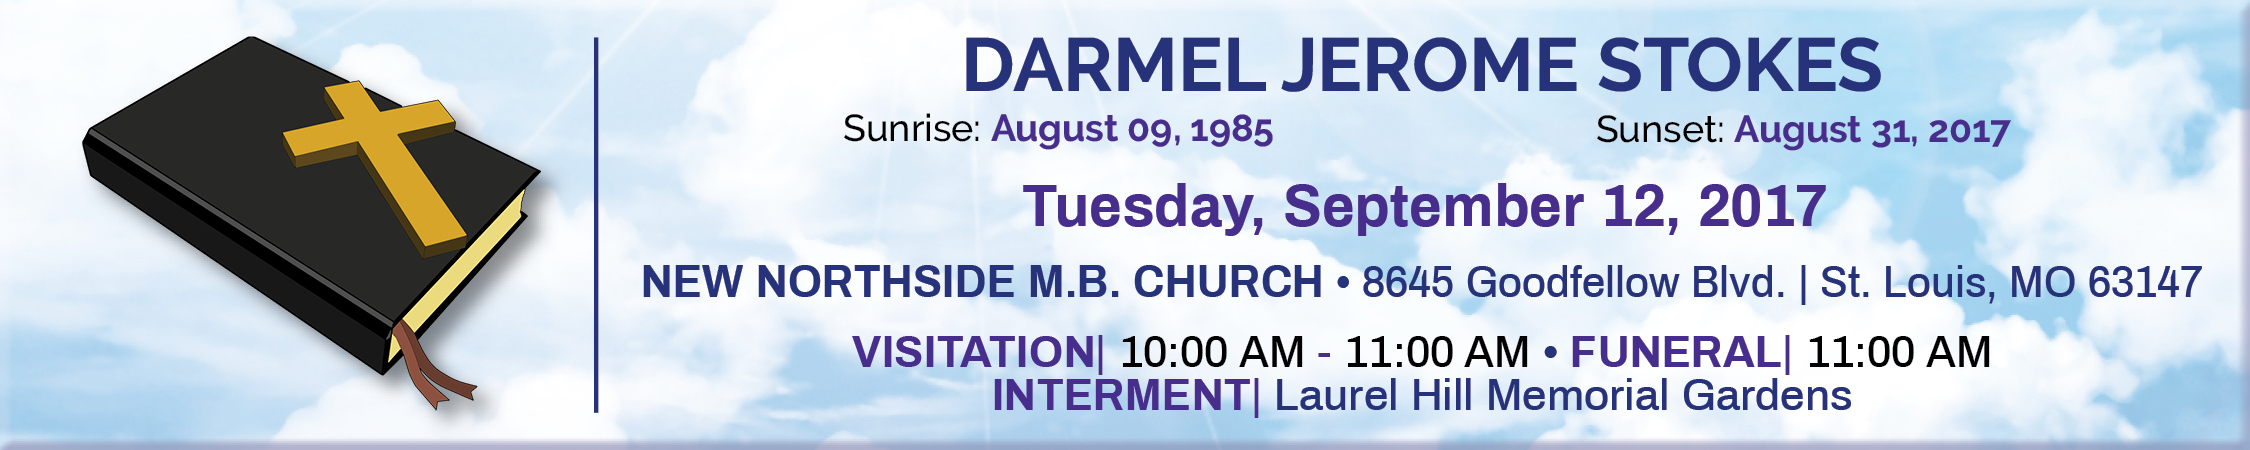 DARMEL JEROME STOKES
Sunrise: August 09, 1985 Sunset: August 31, 2017
Tuesday, September 12, 2017
NEW NORTHSIDE M.B. CHURCH • 8645 Goodfellow Blvd. | St. Louis, MO 63147
VISITATION| 10:00 AM - 11:00 AM • FUNERAL| 11:00 AM
INTERMENT| Laurel Hill Memorial Gardens